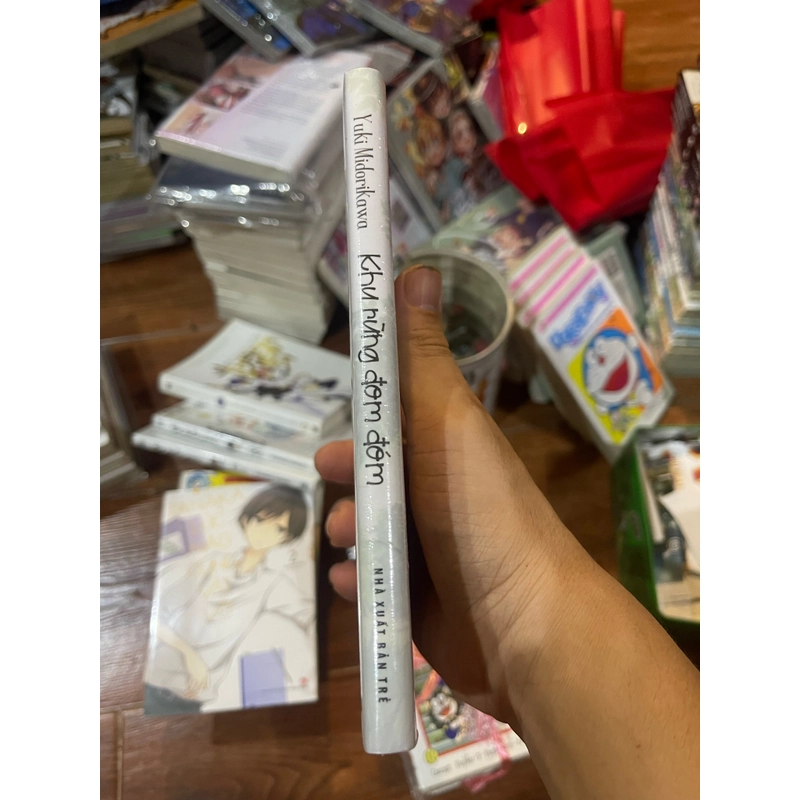 Yuki Midorikawa
Khu rừng đom đóm
NHÀ XUẤT BẢN TRẺ